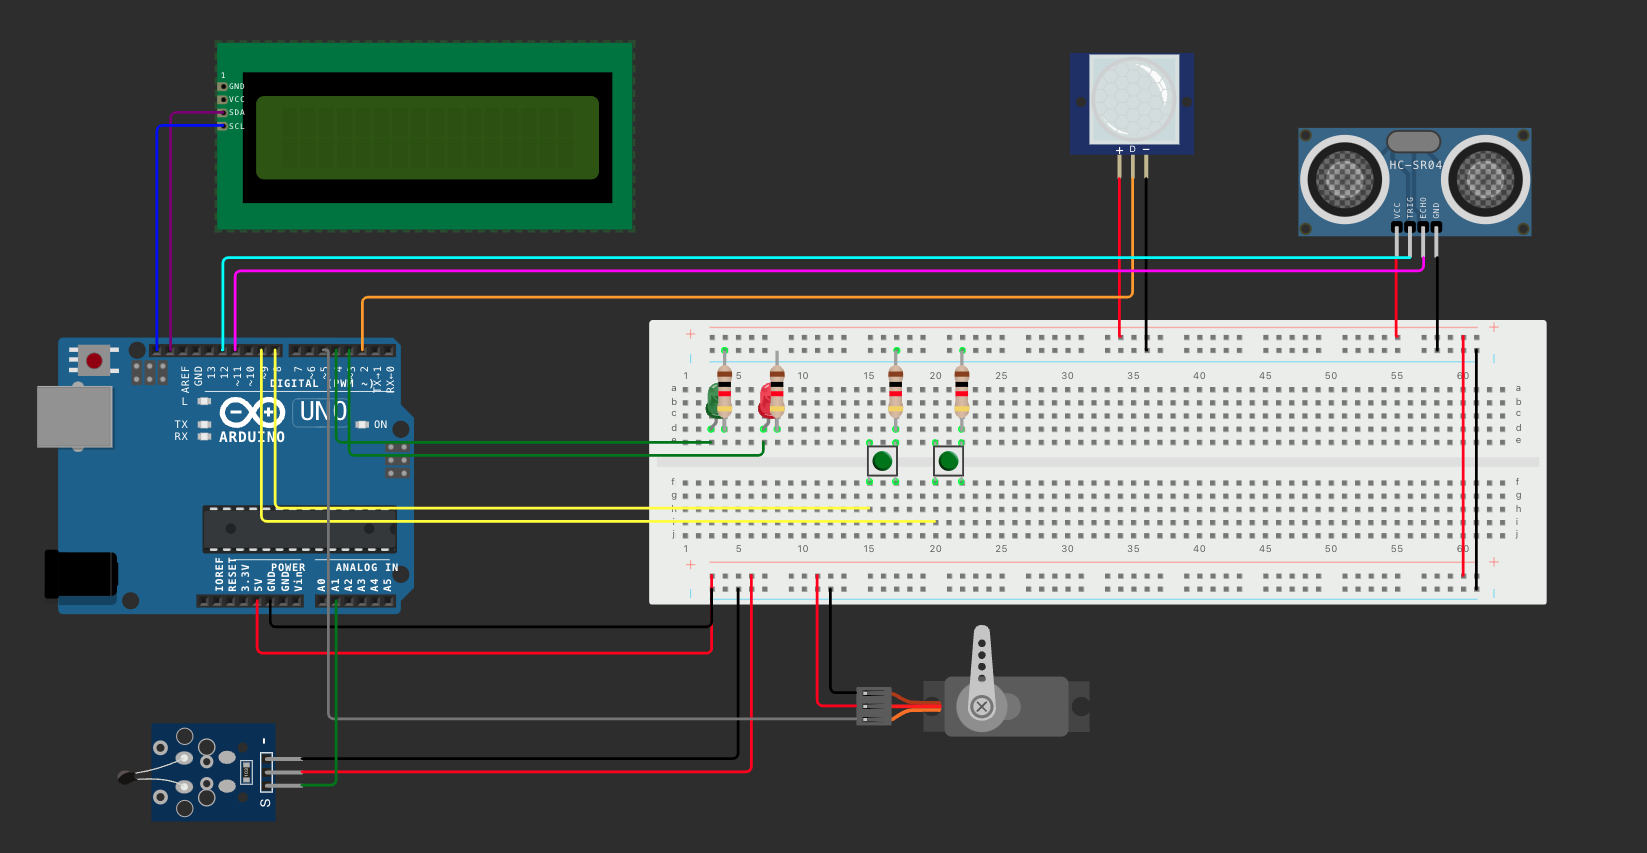 1
GND
VCC
SDA
SCL
+ D −
HC-SR04
VCC
TRIG
ECHO
GND
AREF
GND
13
12
~11
~10
~9
8
7
~6
~5
4
~3
2
TX→1
RX←0
DIGITAL (PWM ~)
L
TX
RX
UNO
ARDUINO
ON
POWER
ANALOG IN
IOREF
RESET
3.3V
5V
GND
GND
Vin
A0
A1
A2
A3
A4
A5
1 5 10 15 20 25 30 35 40 45 50 55 60
a a
b b
c c
d d
e e
f f
g g
h h
i i
j j
1 5 10 15 20 25 30 35 40 45 50 55 60
-
S